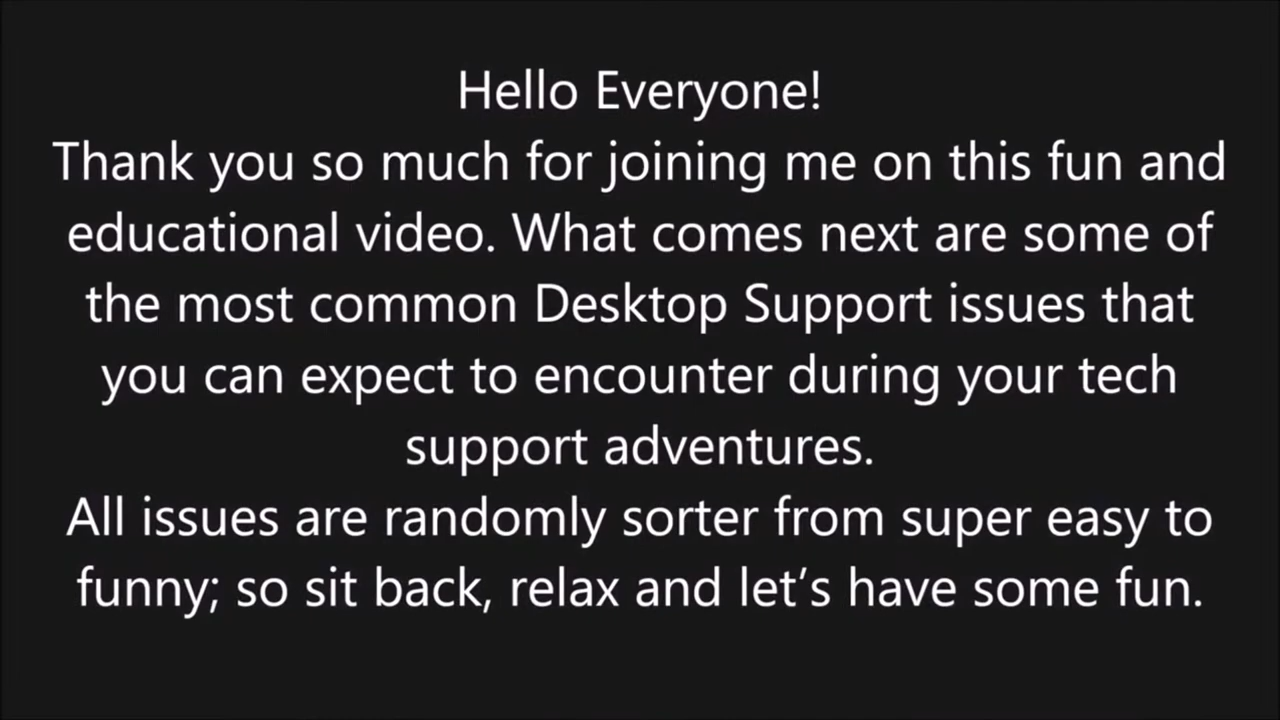 Hello Everyone!
Thank you so much for joining me on this fun and
educational video. What comes next are some of
the most common Desktop Support issues that
you can expect to encounter during your tech
support adventures.
All issues are randomly sorter from super easy to
funny; so sit back, relax and let’s have some fun.